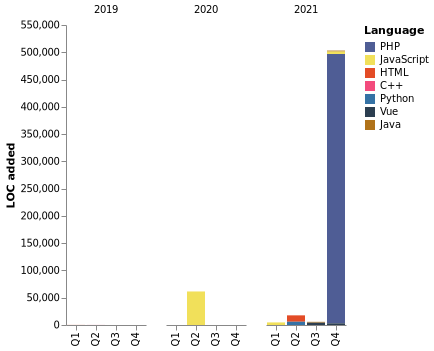 2019 2020 2021
550,000
500,000
450,000
400,000
350,000
300,000
250,000
200,000
150,000
100,000
50,000
0
LOC added
Q1 Q2 Q3 Q4 Q1 Q2 Q3 Q4 Q1 Q2 Q3 Q4
Language
PHP
JavaScript
HTML
C++
Python
Vue
Java